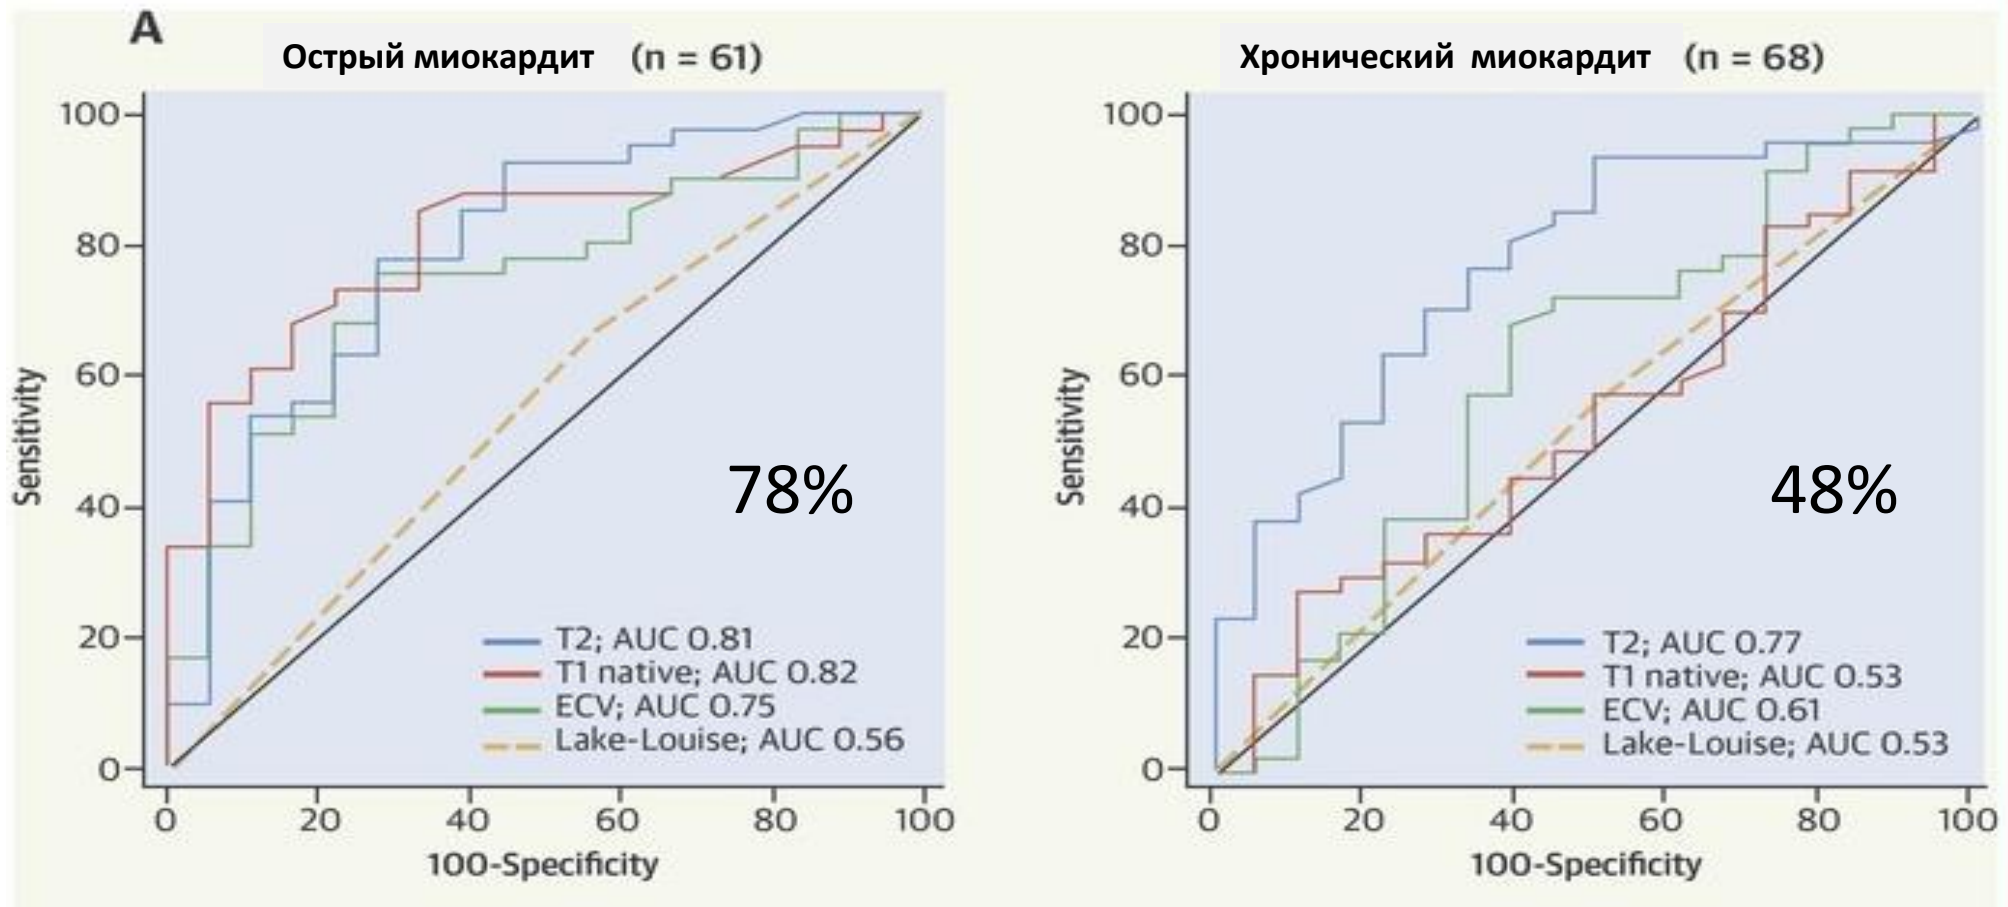 A
Острый миокардит (n = 61)
100
80
60
40
20
0
Sensitivity
78%
T2; AUC 0.81
T1 native; AUC 0.82
ECV; AUC 0.75
Lake-Louise; AUC 0.56
0 20 40 60 80 100
100-Specificity
Хронический миокардит (n = 68)
100
80
60
40
20
0
Sensitivity
48%
T2; AUC 0.77
T1 native; AUC 0.53
ECV; AUC 0.61
Lake-Louise; AUC 0.53
0 20 40 60 80 100
100-Specificity